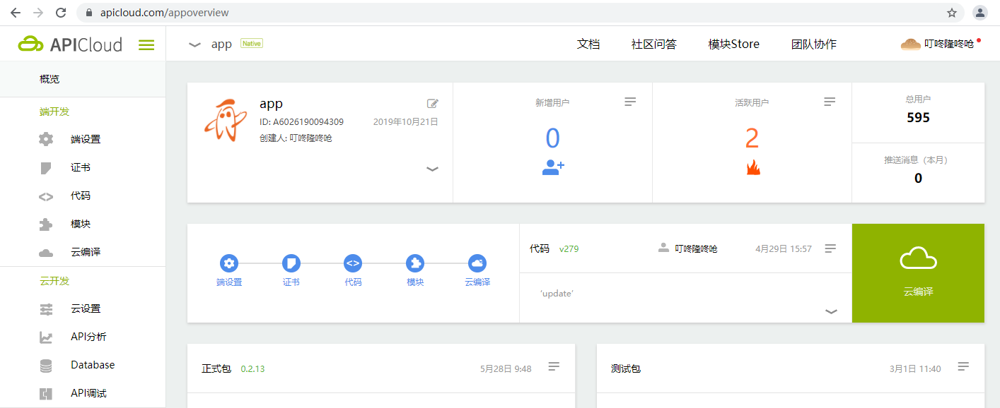 apicloud.com/appoverview
APICloud
app Native 文档 社区问答 模块Store 团队协作 叮咚隆咚呛
概览
端开发
端设置
证书
代码
模块
云编译
云开发
云设置
API分析
Database
API调试
app
ID: A6026190094309 2019年10月21日
创建人: 叮咚隆咚呛
新增用户
0
活跃用户
2
总用户
595
推送消息（本月）
0
端设置 证书 代码 模块 云编译
代码 v279 叮咚隆咚呛 4月29日 15:57
'update'
云编译
正式包 0.2.13 5月28日 9:48
测试包 3月1日 11:40